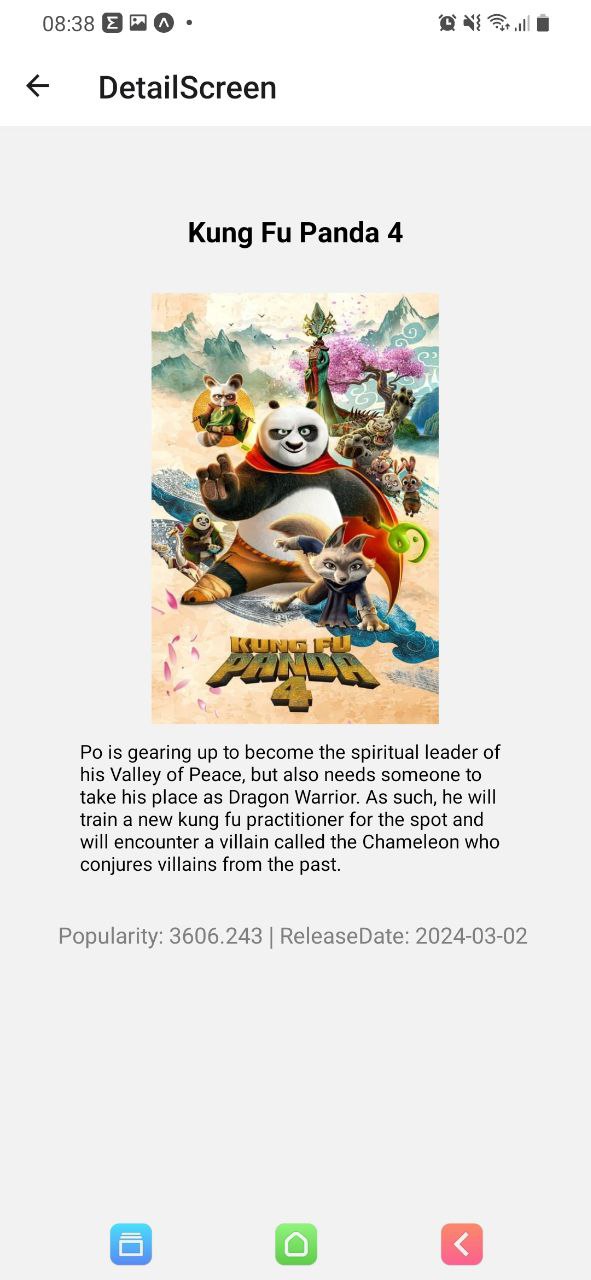 08:38
DetailScreen
Kung Fu Panda 4
KUNG FU
PANDA
4
Po is gearing up to become the spiritual leader of
his Valley of Peace, but also needs someone to
take his place as Dragon Warrior. As such, he will
train a new kung fu practitioner for the spot and
will encounter a villain called the Chameleon who
conjures villains from the past.
Popularity: 3606.243 | ReleaseDate: 2024-03-02